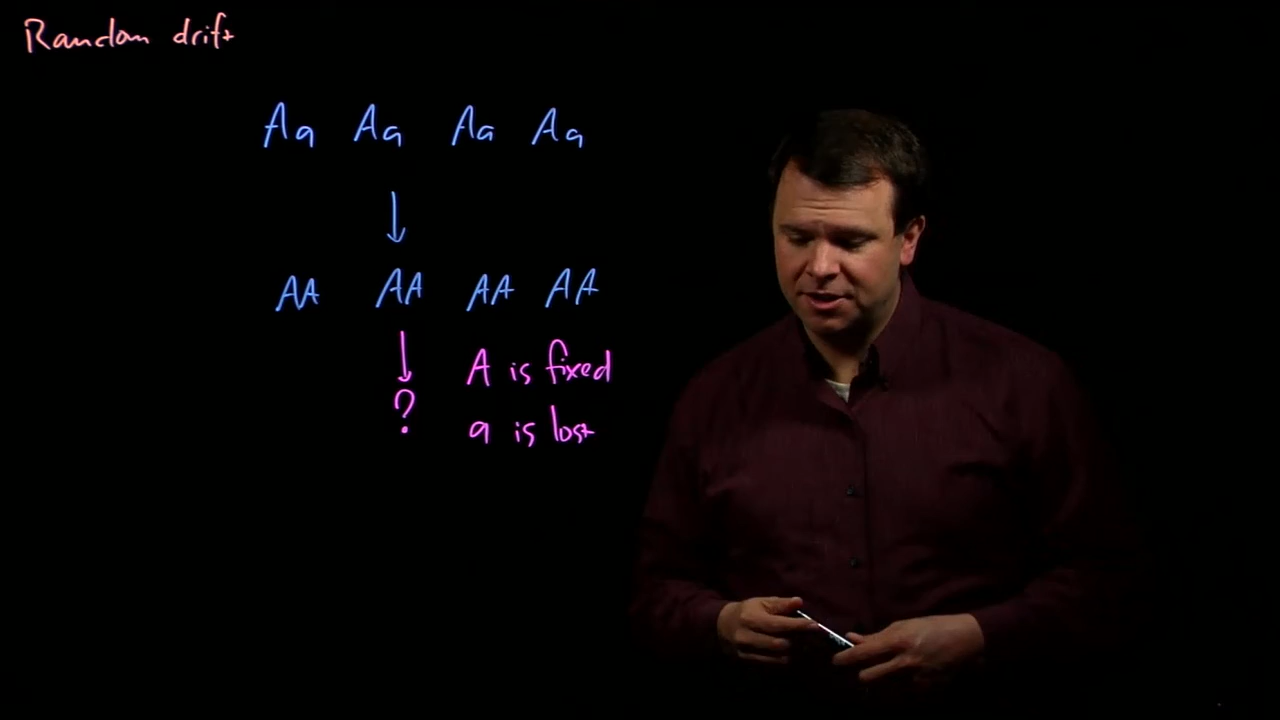 Random drift
Aa Aa Aa Aa
↓
AA AA AA AA
↓ A is fixed
? a is lost